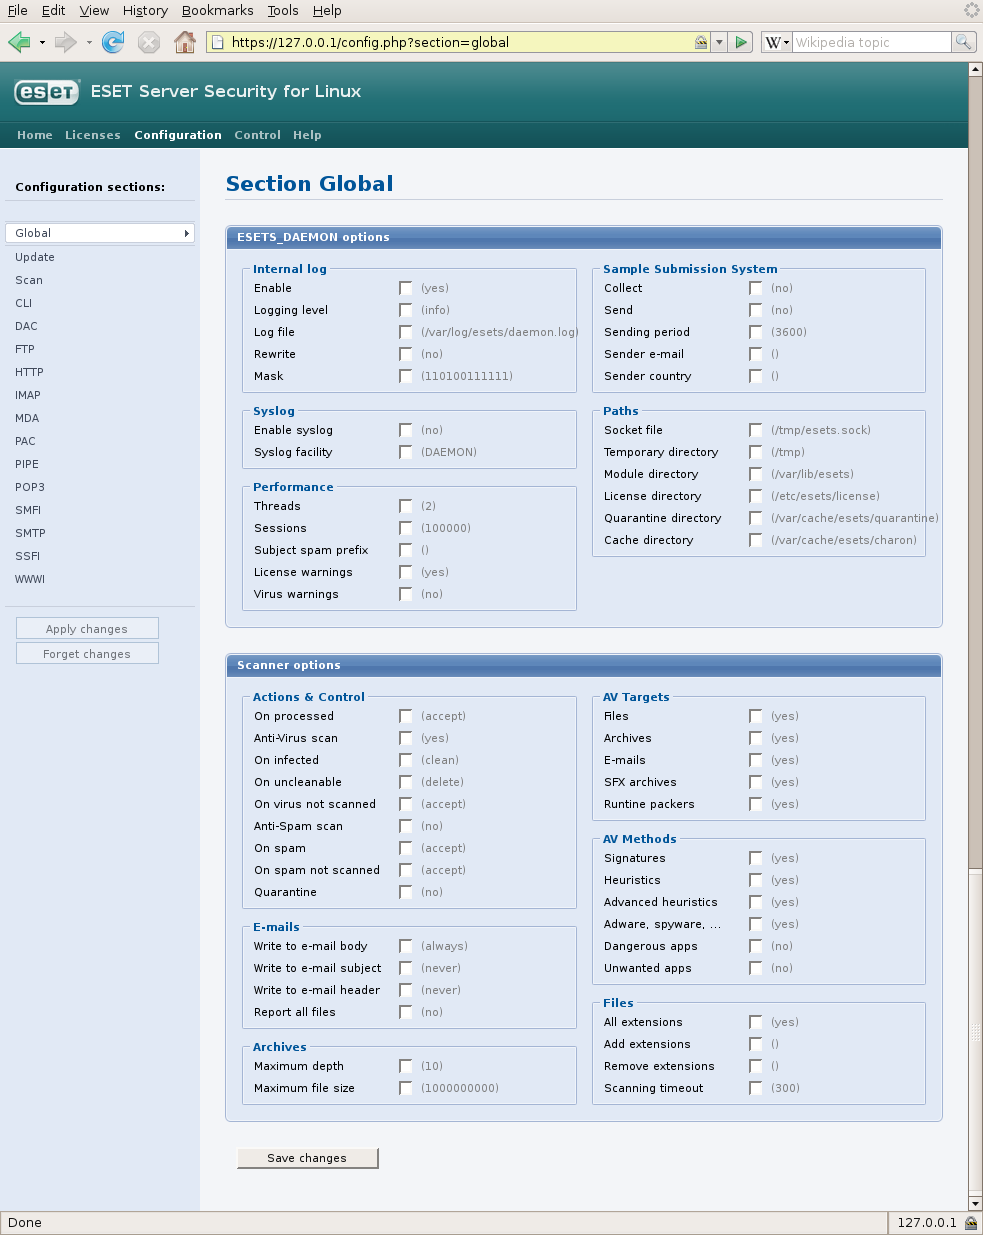 File Edit View History Bookmarks Tools Help
https://127.0.0.1/config.php?section=global
W
Wikipedia topic
eseT ESET Server Security for Linux
Home Licenses Configuration Control Help
Configuration sections:
Global
Update
Scan
CLI
DAC
FTP
HTTP
IMAP
MDA
PAC
PIPE
POP3
SMFI
SMTP
SSFI
WWWI
Apply changes
Forget changes
Section Global
ESETS_DAEMON options
Internal log
Enable (yes)
Logging level (info)
Log file (/var/log/esets/daemon.log)
Rewrite (no)
Mask (110100111111)
Syslog
Enable syslog (no)
Syslog facility (DAEMON)
Performance
Threads (2)
Sessions (100000)
Subject spam prefix ()
License warnings (yes)
Virus warnings (no)
Sample Submission System
Collect (no)
Send (no)
Sending period (3600)
Sender e-mail ()
Sender country ()
Paths
Socket file (/tmp/esets.sock)
Temporary directory (/tmp)
Module directory (/var/lib/esets)
License directory (/etc/esets/license)
Quarantine directory (/var/cache/esets/quarantine)
Cache directory (/var/cache/esets/charon)
Scanner options
Actions & Control
On processed (accept)
Anti-Virus scan (yes)
On infected (clean)
On uncleanable (delete)
On virus not scanned (accept)
Anti-Spam scan (no)
On spam (accept)
On spam not scanned (accept)
Quarantine (no)
E-mails
Write to e-mail body (always)
Write to e-mail subject (never)
Write to e-mail header (never)
Report all files (no)
Archives
Maximum depth (10)
Maximum file size (1000000000)
AV Targets
Files (yes)
Archives (yes)
E-mails (yes)
SFX archives (yes)
Runtime packers (yes)
AV Methods
Signatures (yes)
Heuristics (yes)
Advanced heuristics (yes)
Adware, spyware, ... (yes)
Dangerous apps (no)
Unwanted apps (no)
Files
All extensions (yes)
Add extensions ()
Remove extensions ()
Scanning timeout (300)
Save changes
Done
127.0.0.1